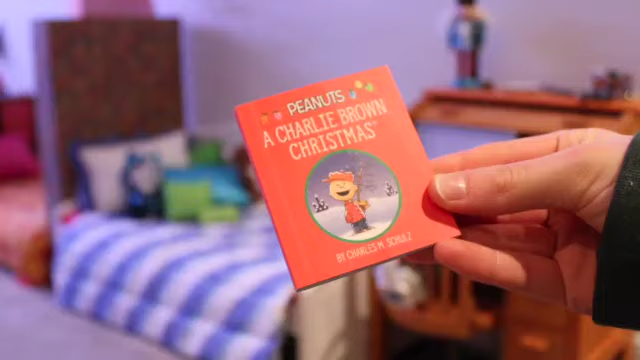 PEANUTS
A CHARLIE BROWN
CHRISTMAS
BY CHARLES M. SCHULZ